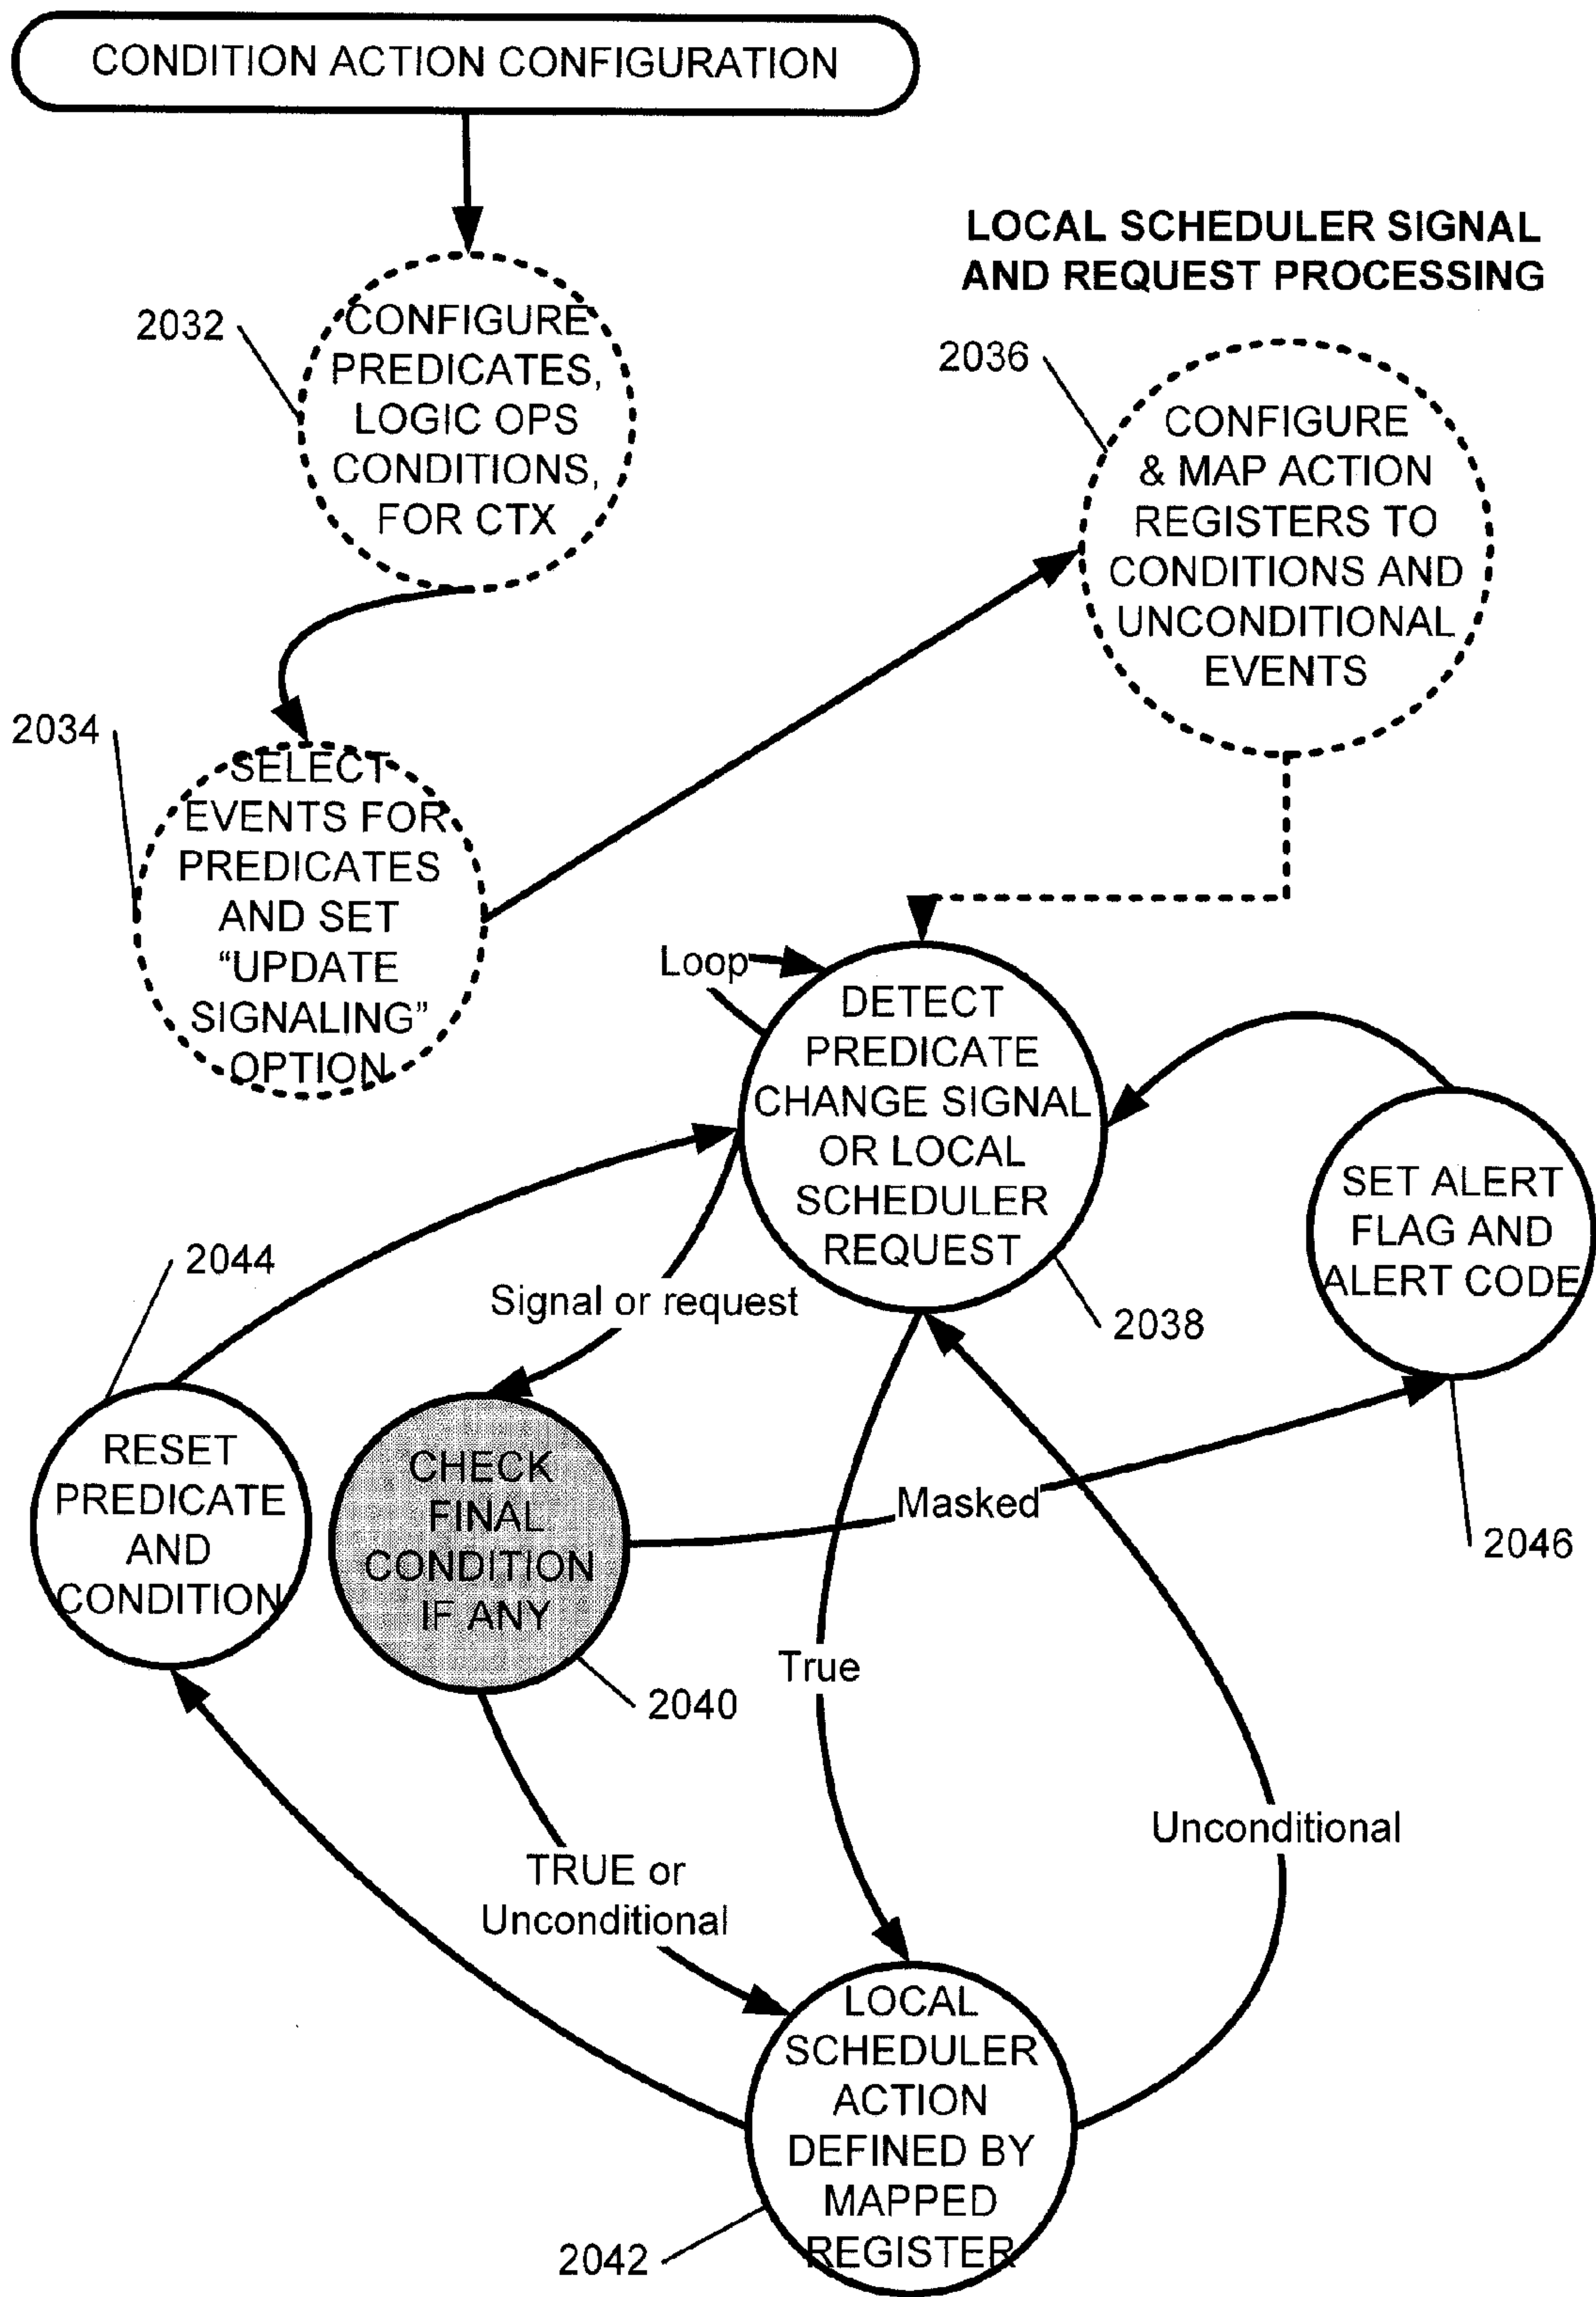 CONDITION ACTION CONFIGURATION
LOCAL SCHEDULER SIGNAL
AND REQUEST PROCESSING
2032
CONFIGURE
PREDICATES,
LOGIC OPS
CONDITIONS,
FOR CTX
2036
CONFIGURE
& MAP ACTION
REGISTERS TO
CONDITIONS AND
UNCONDITIONAL
EVENTS
2034
SELECT
EVENTS FOR
PREDICATES
AND SET
“UPDATE
SIGNALING”
OPTION
Loop
DETECT
PREDICATE
CHANGE SIGNAL
OR LOCAL
SCHEDULER
REQUEST
2038
SET ALERT
FLAG AND
ALERT CODE
2046
2044
Signal or request
RESET
PREDICATE
AND
CONDITION
CHECK
FINAL
CONDITION
IF ANY
2040
Masked
True
Unconditional
TRUE or
Unconditional
LOCAL
SCHEDULER
ACTION
DEFINED BY
MAPPED
REGISTER
2042